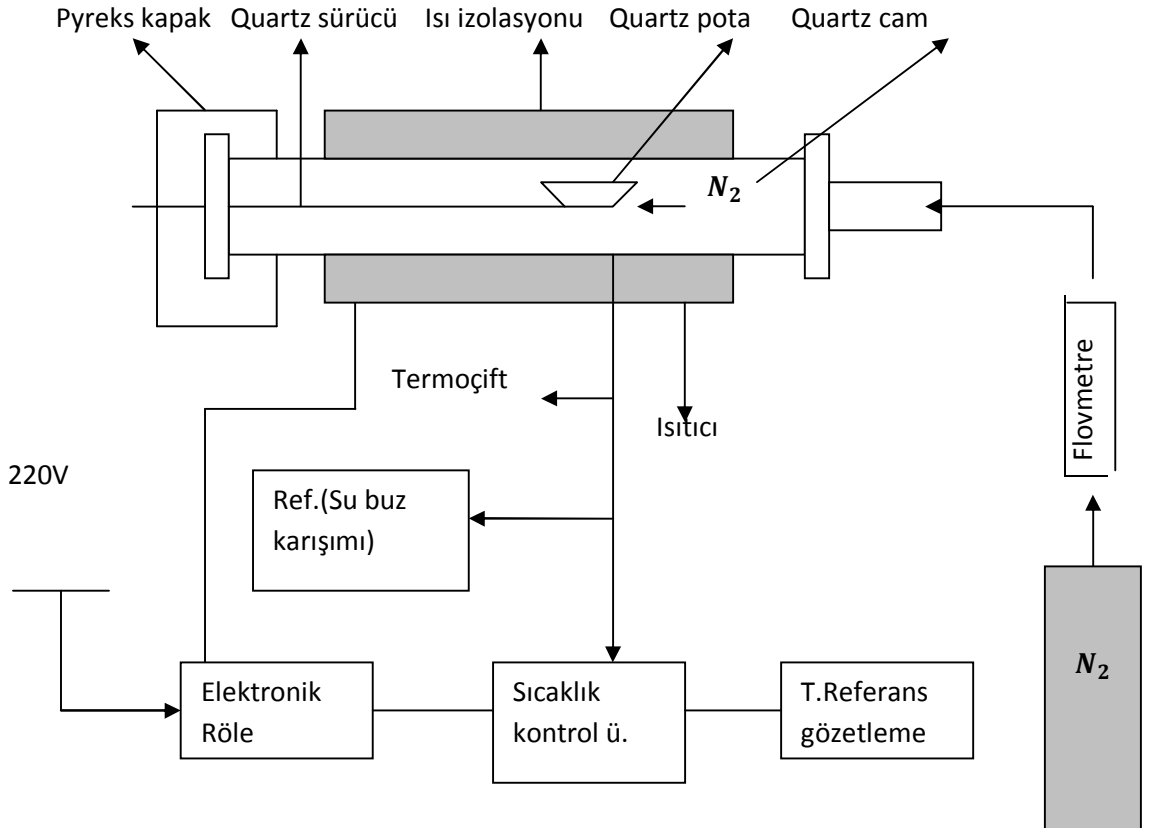 Pyreks kapak Quartz sürücü Isı izolasyonu Quartz pota Quartz cam
N₂
Termoçift
Isıtıcı
Flovmetre
220V
Ref.(Su buz
karışımı)
N₂
Elektronik
Röle
Sıcaklık
kontrol ü.
T.Referans
gözetleme